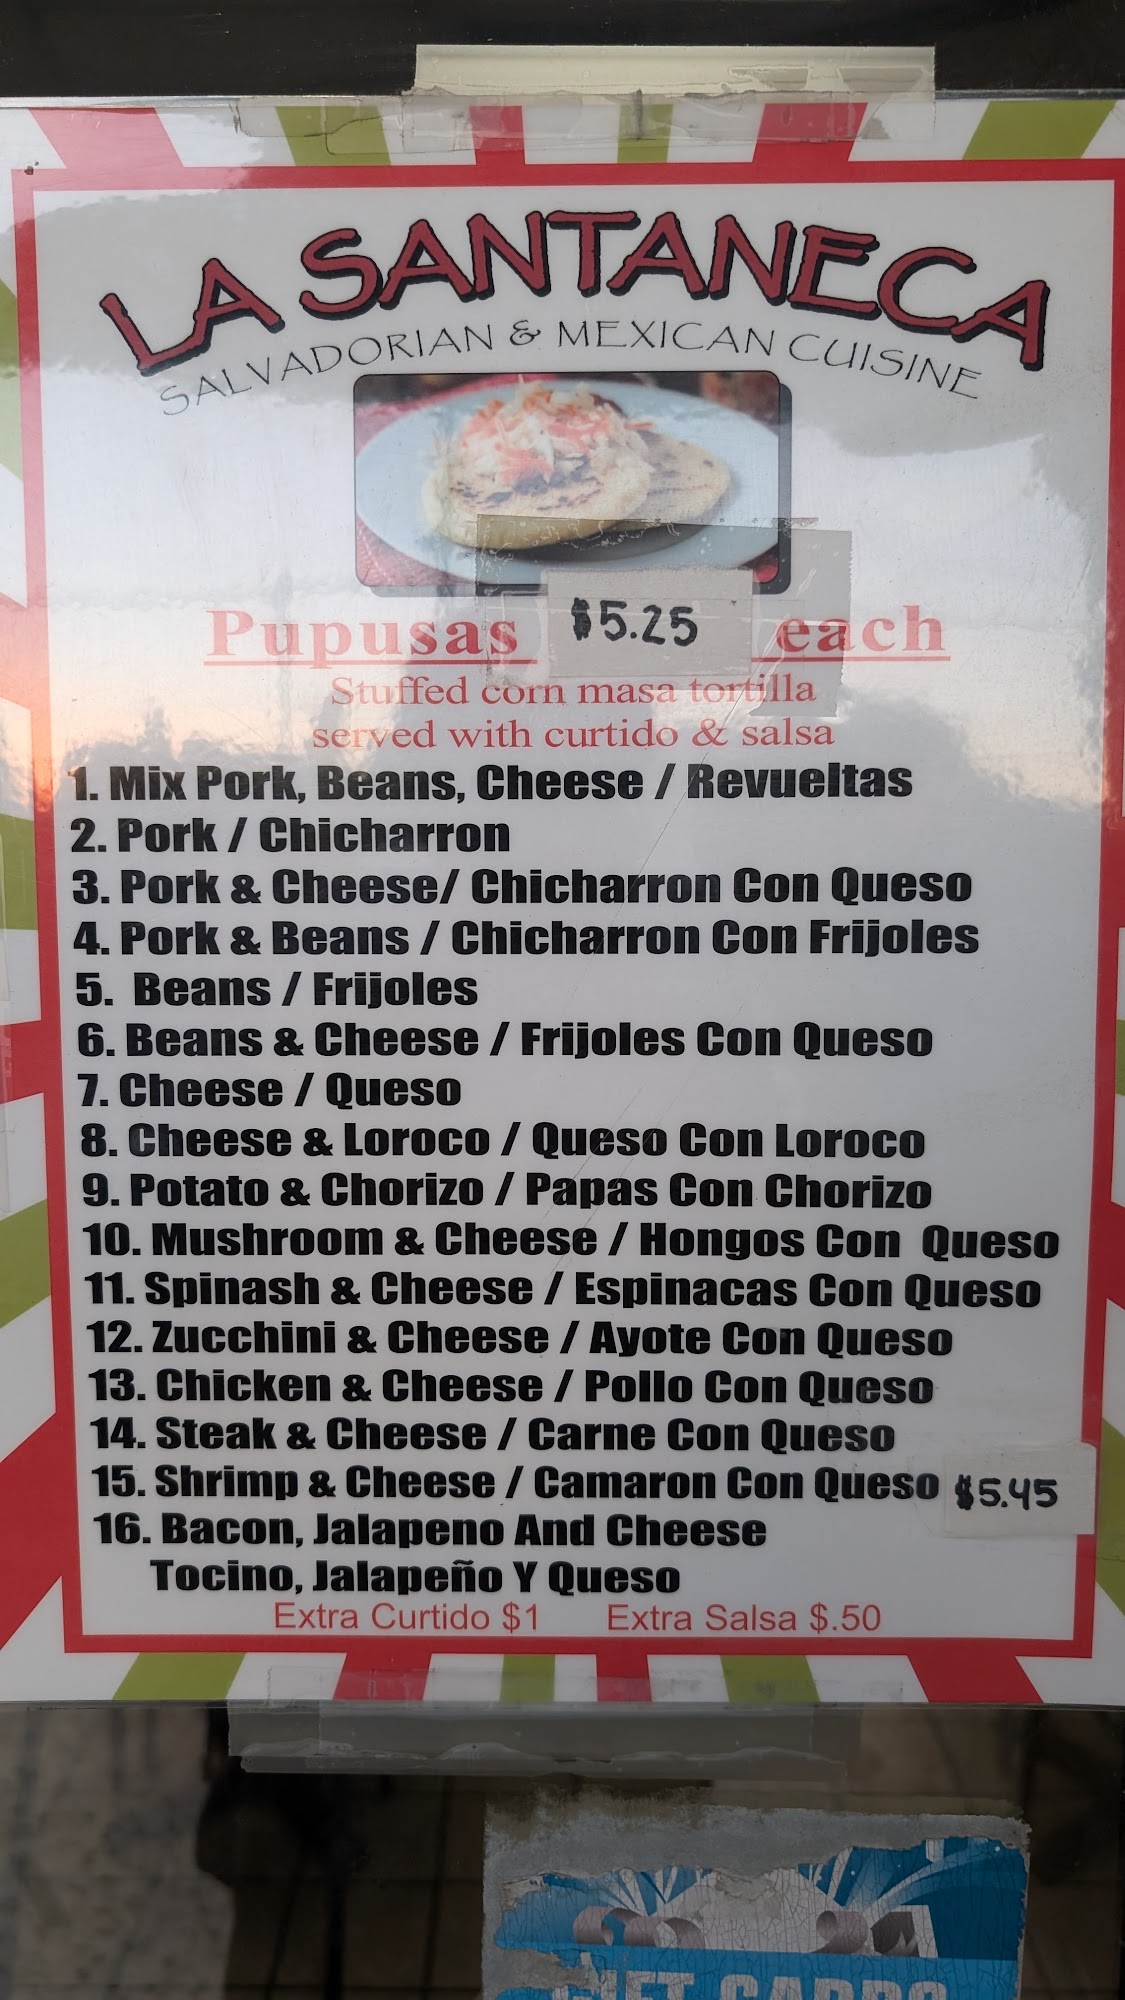 LA SANTANECA
SALVADORIAN & MEXICAN CUISINE
Pupusas $5.25 each
Stuffed corn masa tortilla
served with curtido & salsa
1. Mix Pork, Beans, Cheese / Revueltas
2. Pork / Chicharron
3. Pork & Cheese/ Chicharron Con Queso
4. Pork & Beans / Chicharron Con Frijoles
5. Beans / Frijoles
6. Beans & Cheese / Frijoles Con Queso
7. Cheese / Queso
8. Cheese & Loroco / Queso Con Loroco
9. Potato & Chorizo / Papas Con Chorizo
10. Mushroom & Cheese / Hongos Con Queso
11. Spinash & Cheese / Espinacas Con Queso
12. Zucchini & Cheese / Ayote Con Queso
13. Chicken & Cheese / Pollo Con Queso
14. Steak & Cheese / Carne Con Queso
15. Shrimp & Cheese / Camaron Con Queso $5.45
16. Bacon, Jalapeno And Cheese
Tocino, Jalapeño Y Queso
Extra Curtido $1 Extra Salsa $.50